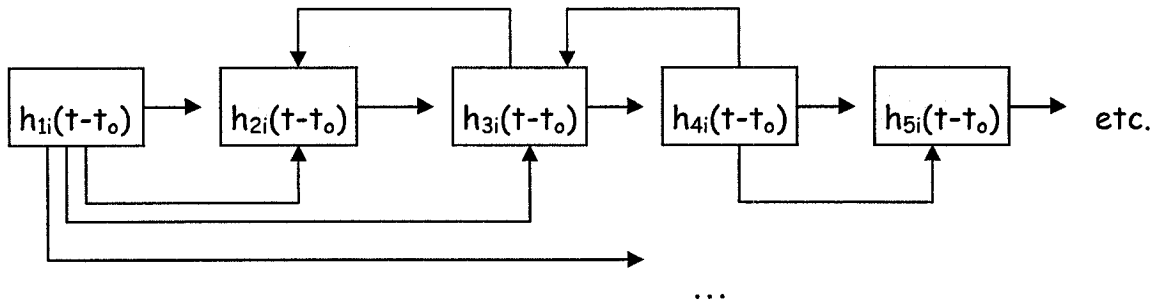 h₁ᵢ(t-tₒ) h₂ᵢ(t-tₒ) h₃ᵢ(t-tₒ) h₄ᵢ(t-tₒ) h₅ᵢ(t-tₒ) etc.
...